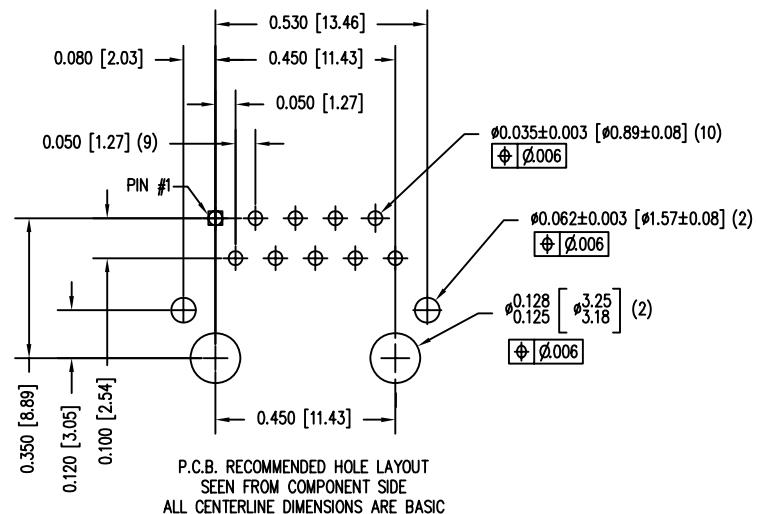 0.530 [13.46]
0.080 [2.03]
0.450 [11.43]
0.050 [1.27]
0.050 [1.27] (9)
ø0.035±0.003 [ø0.89±0.08] (10)
⌖ Ø.006
PIN #1
ø0.062±0.003 [ø1.57±0.08] (2)
⌖ Ø.006
ø0.128 [ø3.25] (2)
0.125 3.18
⌖ Ø.006
0.350 [8.89]
0.120 [3.05]
0.100 [2.54]
0.450 [11.43]
P.C.B. RECOMMENDED HOLE LAYOUT
SEEN FROM COMPONENT SIDE
ALL CENTERLINE DIMENSIONS ARE BASIC